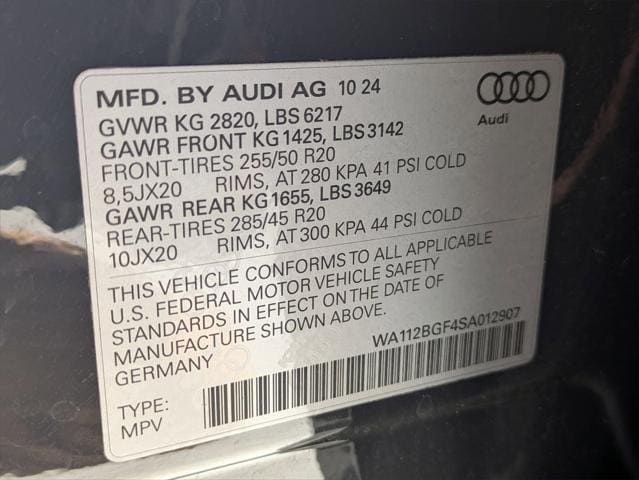 MFD. BY AUDI AG 10 24
GVWR KG 2820, LBS 6217
GAWR FRONT KG 1425, LBS 3142
FRONT-TIRES 255/50 R20
8,5JX20 RIMS, AT 280 KPA 41 PSI COLD
GAWR REAR KG 1655, LBS 3649
REAR-TIRES 285/45 R20
10JX20 RIMS, AT 300 KPA 44 PSI COLD
Audi
THIS VEHICLE CONFORMS TO ALL APPLICABLE
U.S. FEDERAL MOTOR VEHICLE SAFETY
STANDARDS IN EFFECT ON THE DATE OF
MANUFACTURE SHOWN ABOVE.
GERMANY
WA112BGF4SA012907
TYPE:
MPV